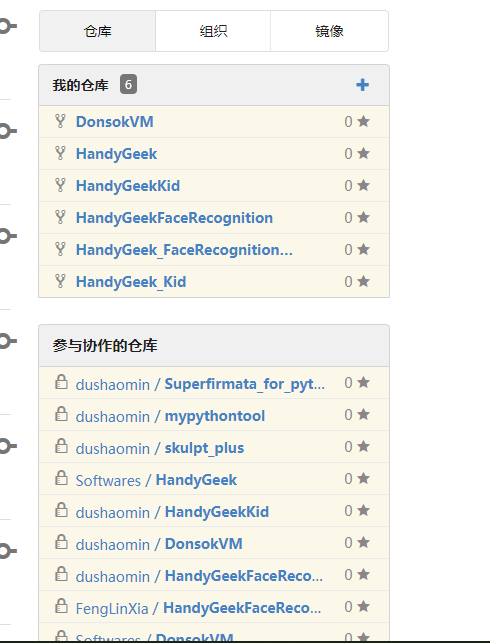 仓库 组织 镜像
我的仓库 6
DonsokVM 0
HandyGeek 0
HandyGeekKid 0
HandyGeekFaceRecognition 0
HandyGeek_FaceRecognition... 0
HandyGeek_Kid 0
参与协作的仓库
dushaomin / Superfirmata_for_pyt... 0
dushaomin / mypythontool 0
dushaomin / skulpt_plus 0
Softwares / HandyGeek 0
dushaomin / HandyGeekKid 0
dushaomin / DonsokVM 0
dushaomin / HandyGeekFaceReco... 0
FengLinXia / HandyGeekFaceReco... 0
Softwares / DonsokVM 0